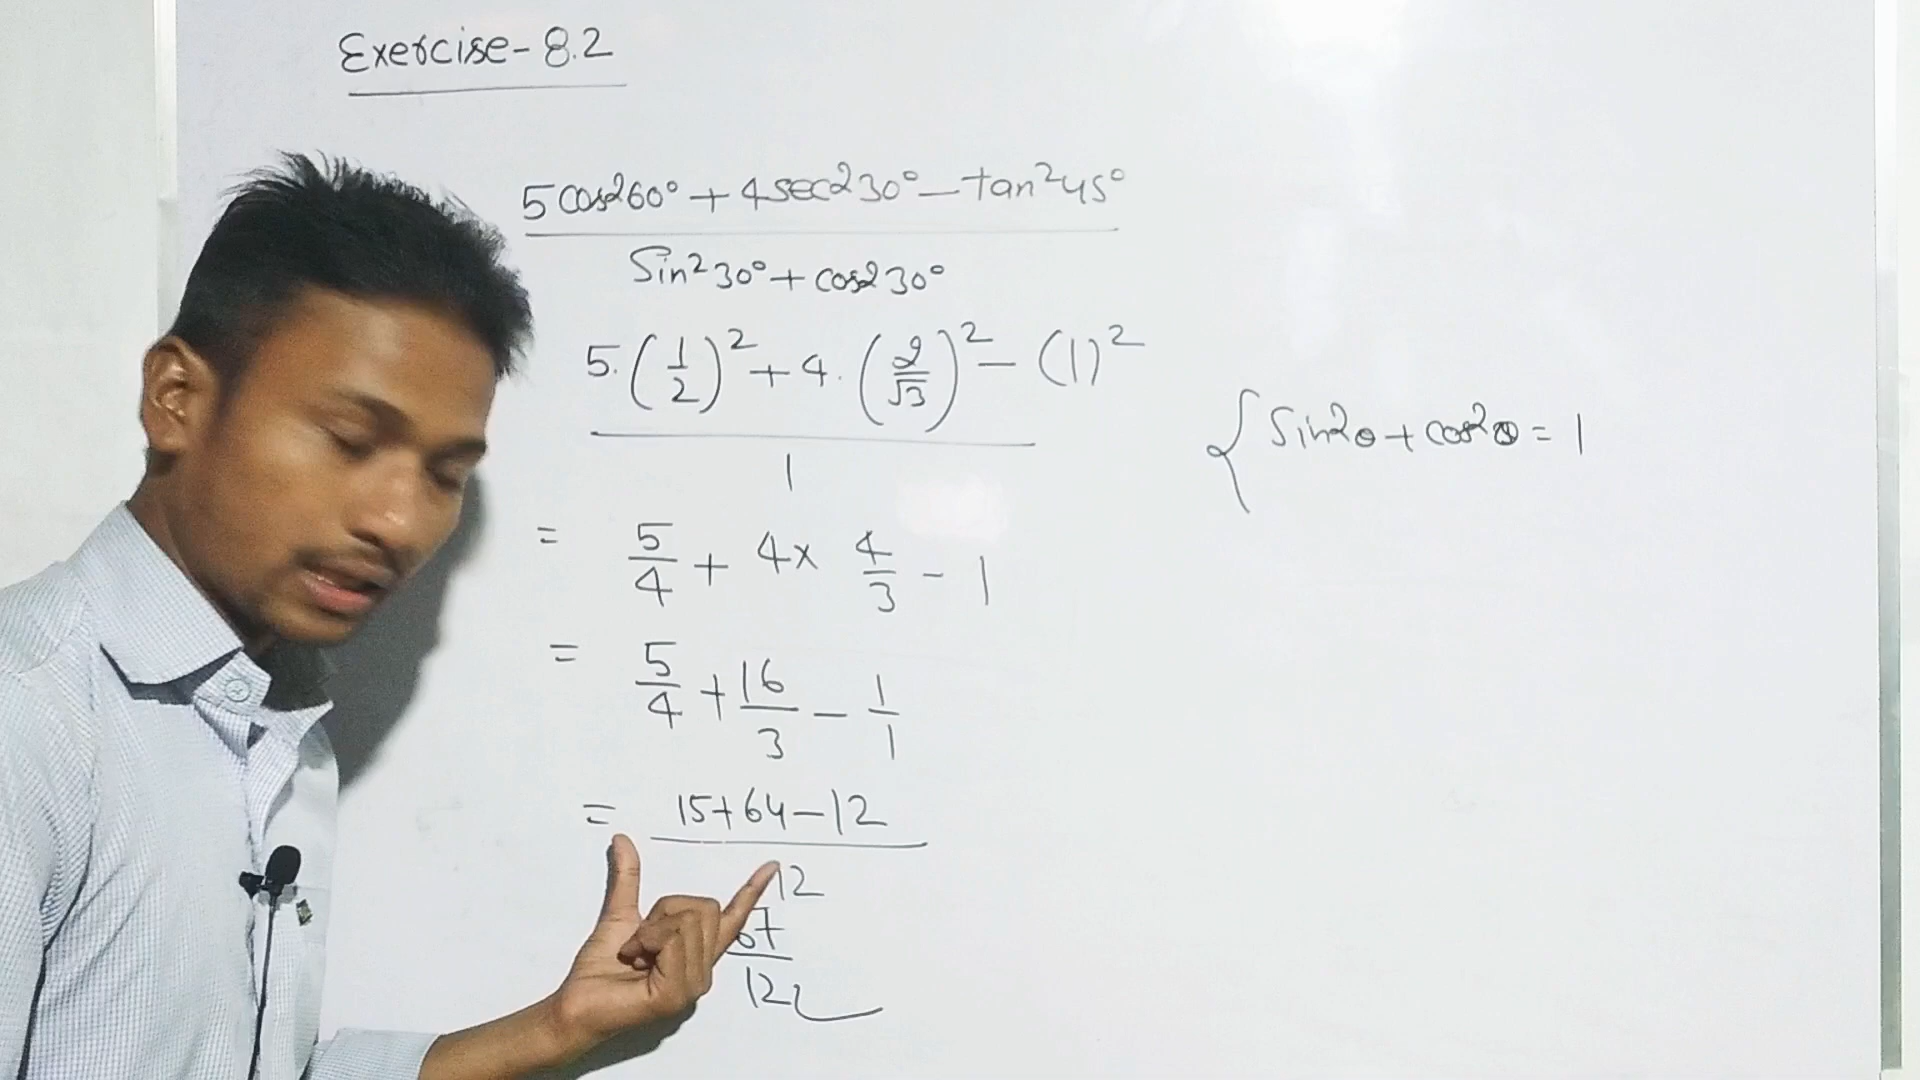 Exercise-8.2
5cos²60° + 4sec²30° - tan²45°
Sin²30° + cos²30°
5.(1/2)² + 4.(2/√3)² - (1)²
1
{ Sin²θ + cos²θ = 1
= 5/4 + 4x 4/3 - 1
= 5/4 + 16/3 - 1/1
= 15+64-12
12
67
12